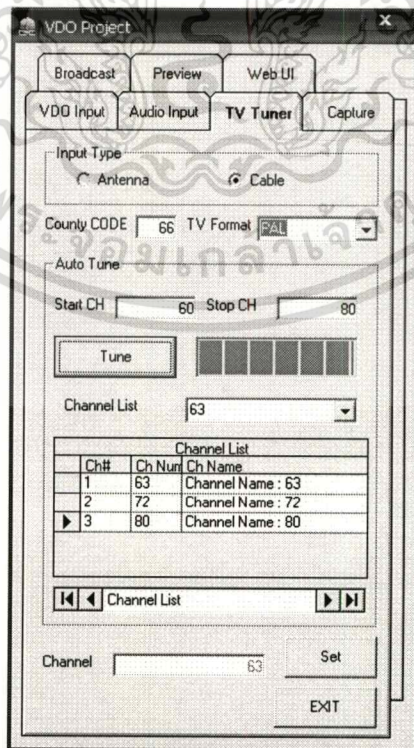 VDO Project
X
Broadcast Preview Web UI
VDO Input Audio Input TV Tuner Capture
Input Type
Antenna Cable
County CODE 66 TV Format PAL
Auto Tune
Start CH 60 Stop CH 80
Tune
Channel List 63
Channel List
Ch# Ch Num Ch Name
1 63 Channel Name : 63
2 72 Channel Name : 72
3 80 Channel Name : 80
Channel List
Channel 63 Set
EXIT